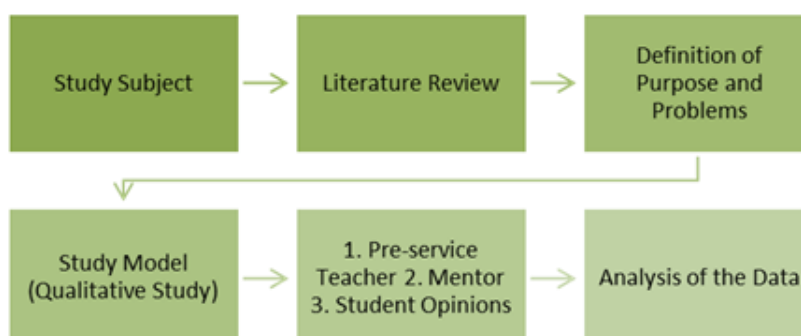 Study Subject
Literature Review
Definition of
Purpose and
Problems
Study Model
(Qualitative Study)
1. Pre-service
Teacher 2. Mentor
3. Student Opinions
Analysis of the Data